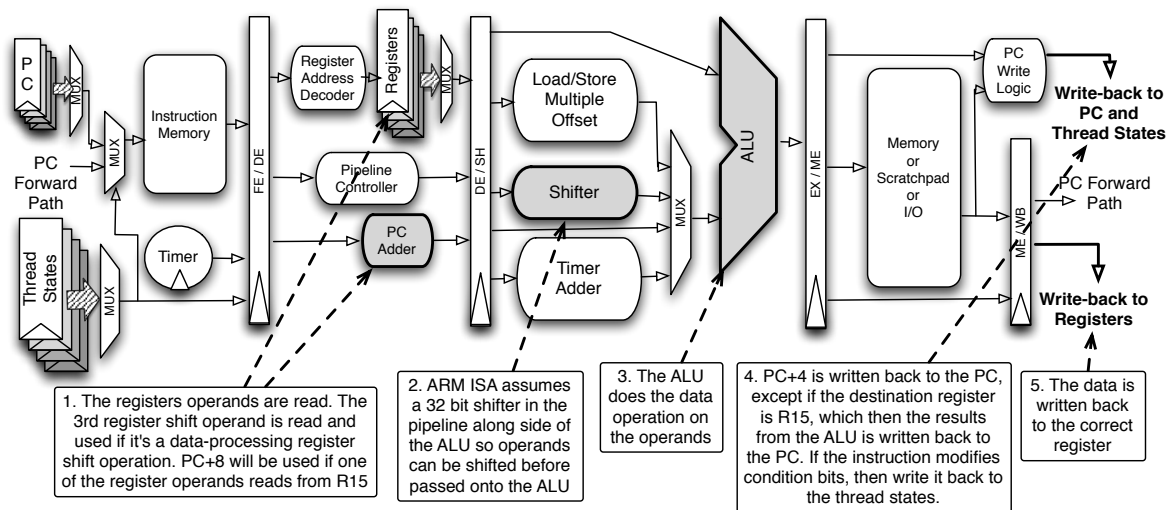 P
C
MUX
MUX
PC
Forward
Path
Instruction
Memory
Thread
States
MUX
Timer
FE / DE
Register
Address
Decoder
Registers
MUX
Pipeline
Controller
PC
Adder
DE / SH
Load/Store
Multiple
Offset
Shifter
Timer
Adder
MUX
ALU
EX / ME
Memory
or
Scratchpad
or
I/O
PC
Write
Logic
ME / WB
Write-back to
PC and
Thread States
PC Forward
Path
Write-back to
Registers
1. The registers operands are read. The
3rd register shift operand is read and
used if it's a data-processing register
shift operation. PC+8 will be used if one
of the register operands reads from R15
2. ARM ISA assumes
a 32 bit shifter in the
pipeline along side of
the ALU so operands
can be shifted before
passed onto the ALU
3. The ALU
does the data
operation on
the operands
4. PC+4 is written back to the PC,
except if the destination register
is R15, which then the results
from the ALU is written back to
the PC. If the instruction modifies
condition bits, then write it back to
the thread states.
5. The data is
written back
to the correct
register